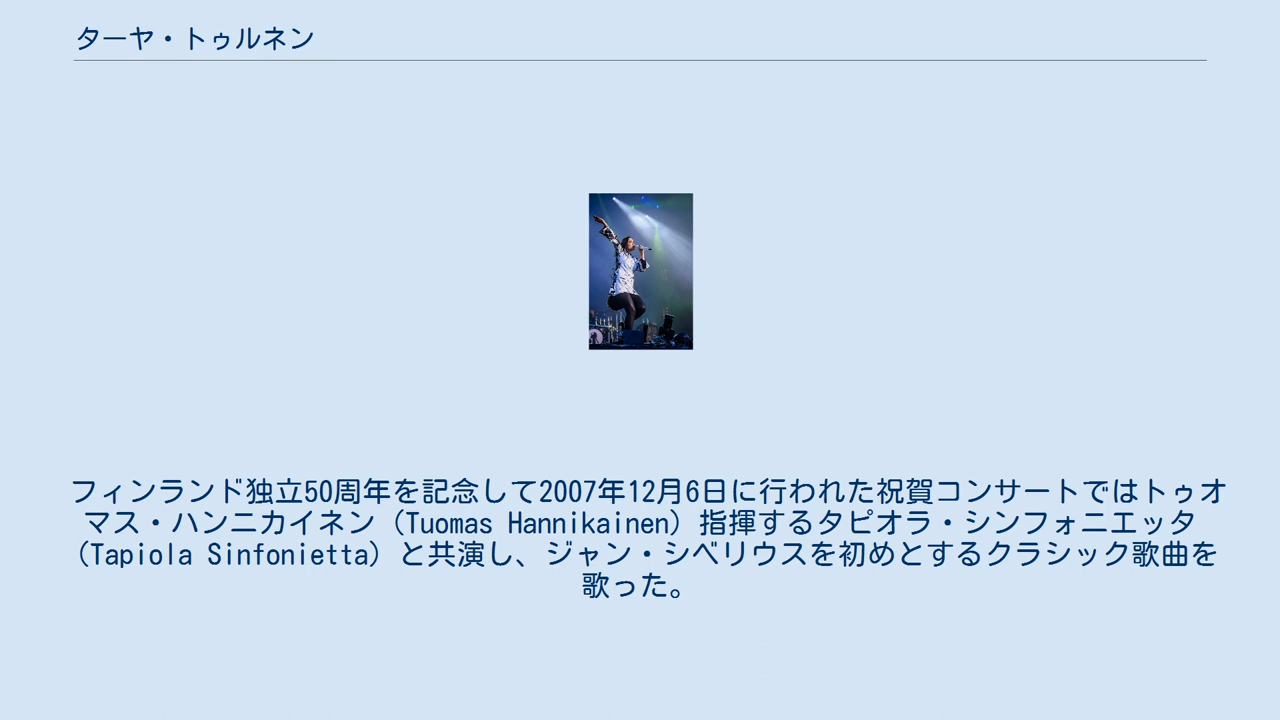 ターヤ・トゥルネン
フィンランド独立50周年を記念して2007年12月6日に行われた祝賀コンサートではトゥオ
マス・ハンニカイネン（Tuomas Hannikainen）指揮するタピオラ・シンフォニエッタ
（Tapiola Sinfonietta）と共演し、ジャン・シベリウスを初めとするクラシック歌曲を
歌った。